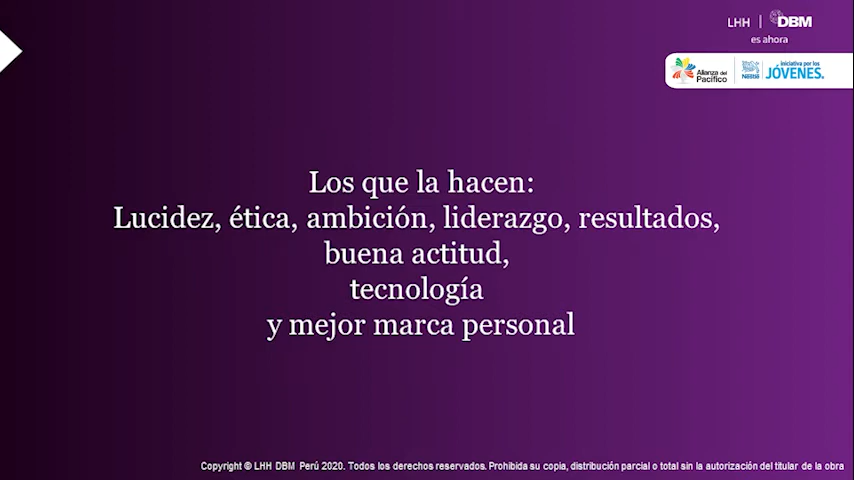 LHH | DBM
es ahora
Alianza del
Pacífico
Nestlé
iniciativa por los
JÓVENES.
Los que la hacen:
Lucidez, ética, ambición, liderazgo, resultados,
buena actitud,
tecnología
y mejor marca personal
Copyright © LHH DBM Perú 2020. Todos los derechos reservados. Prohibida su copia, distribución parcial o total sin la autorización del titular de la obra